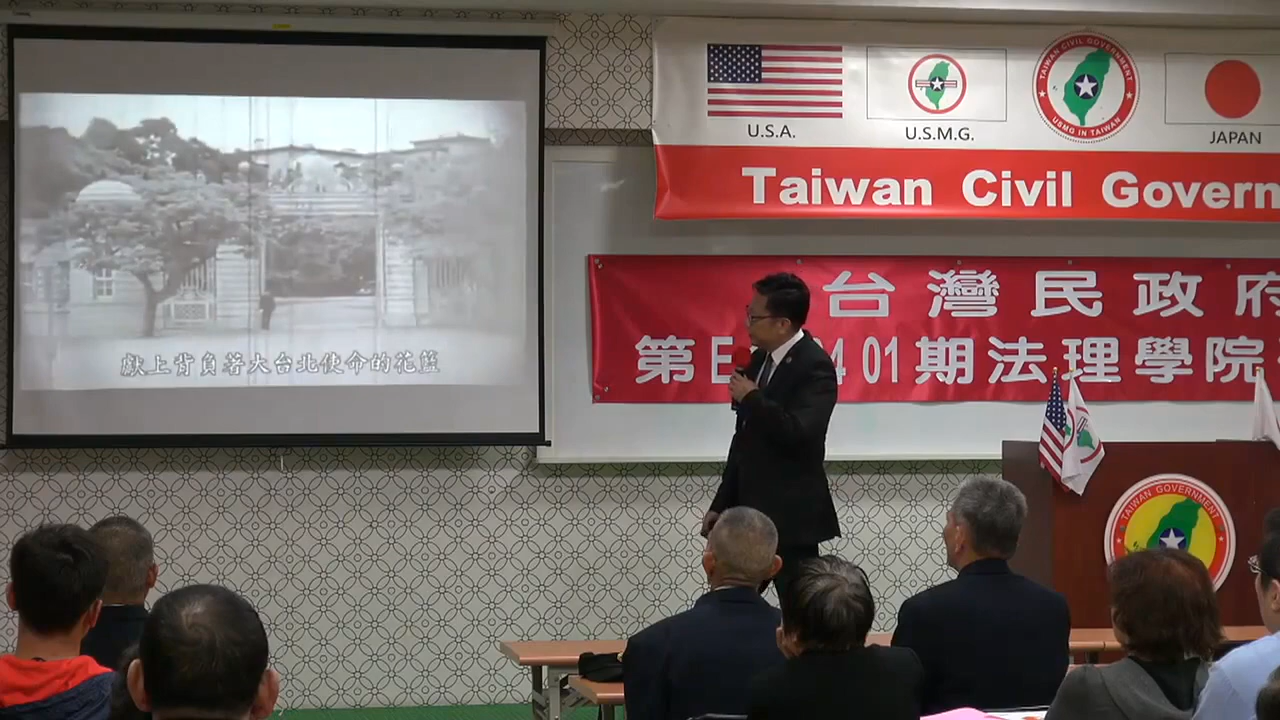 U.S.A.
U.S.M.G.
TAIWAN CIVIL GOVERNMENT
USMG IN TAIWAN
JAPAN
Taiwan Civil Govern
台灣民政府
第E 4 01期法理學院
獻上背負著大台北使命的花籃
TAIWAN GOVERNMENT